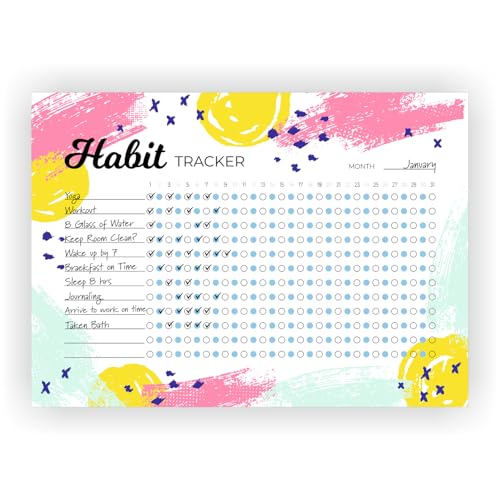 Habit TRACKER
MONTH January
1 3 5 7 9 11 13 15 17 19 21 23 25 27 29 31
Yoga
Workout
8 Glass of Water
Keep Room Clean?
Wake up by 7
Braekfast on Time
Sleep 8 hrs
Journaling
Arrive to work on time
Taken Bath